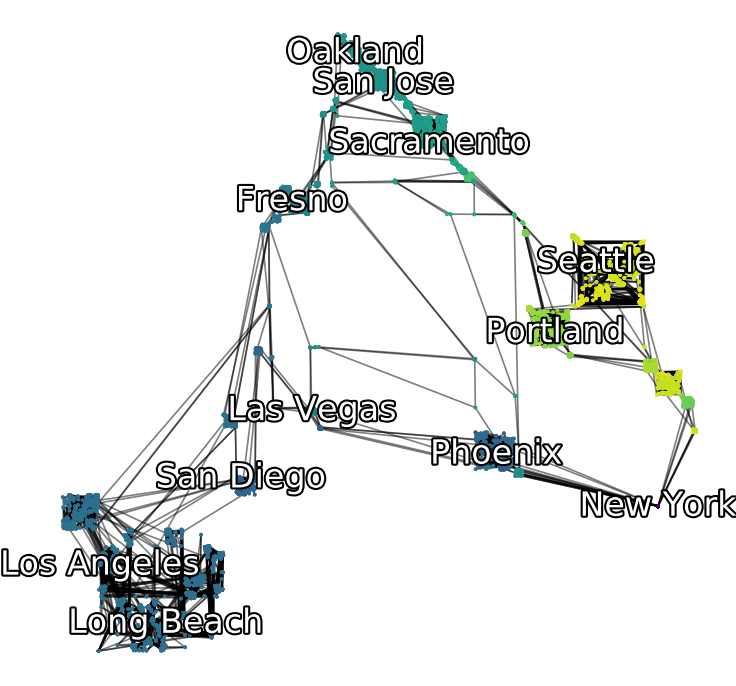 Oakland
San Jose
Sacramento
Fresno
Seattle
Portland
Las Vegas
Phoenix
San Diego
New York
Los Angeles
Long Beach